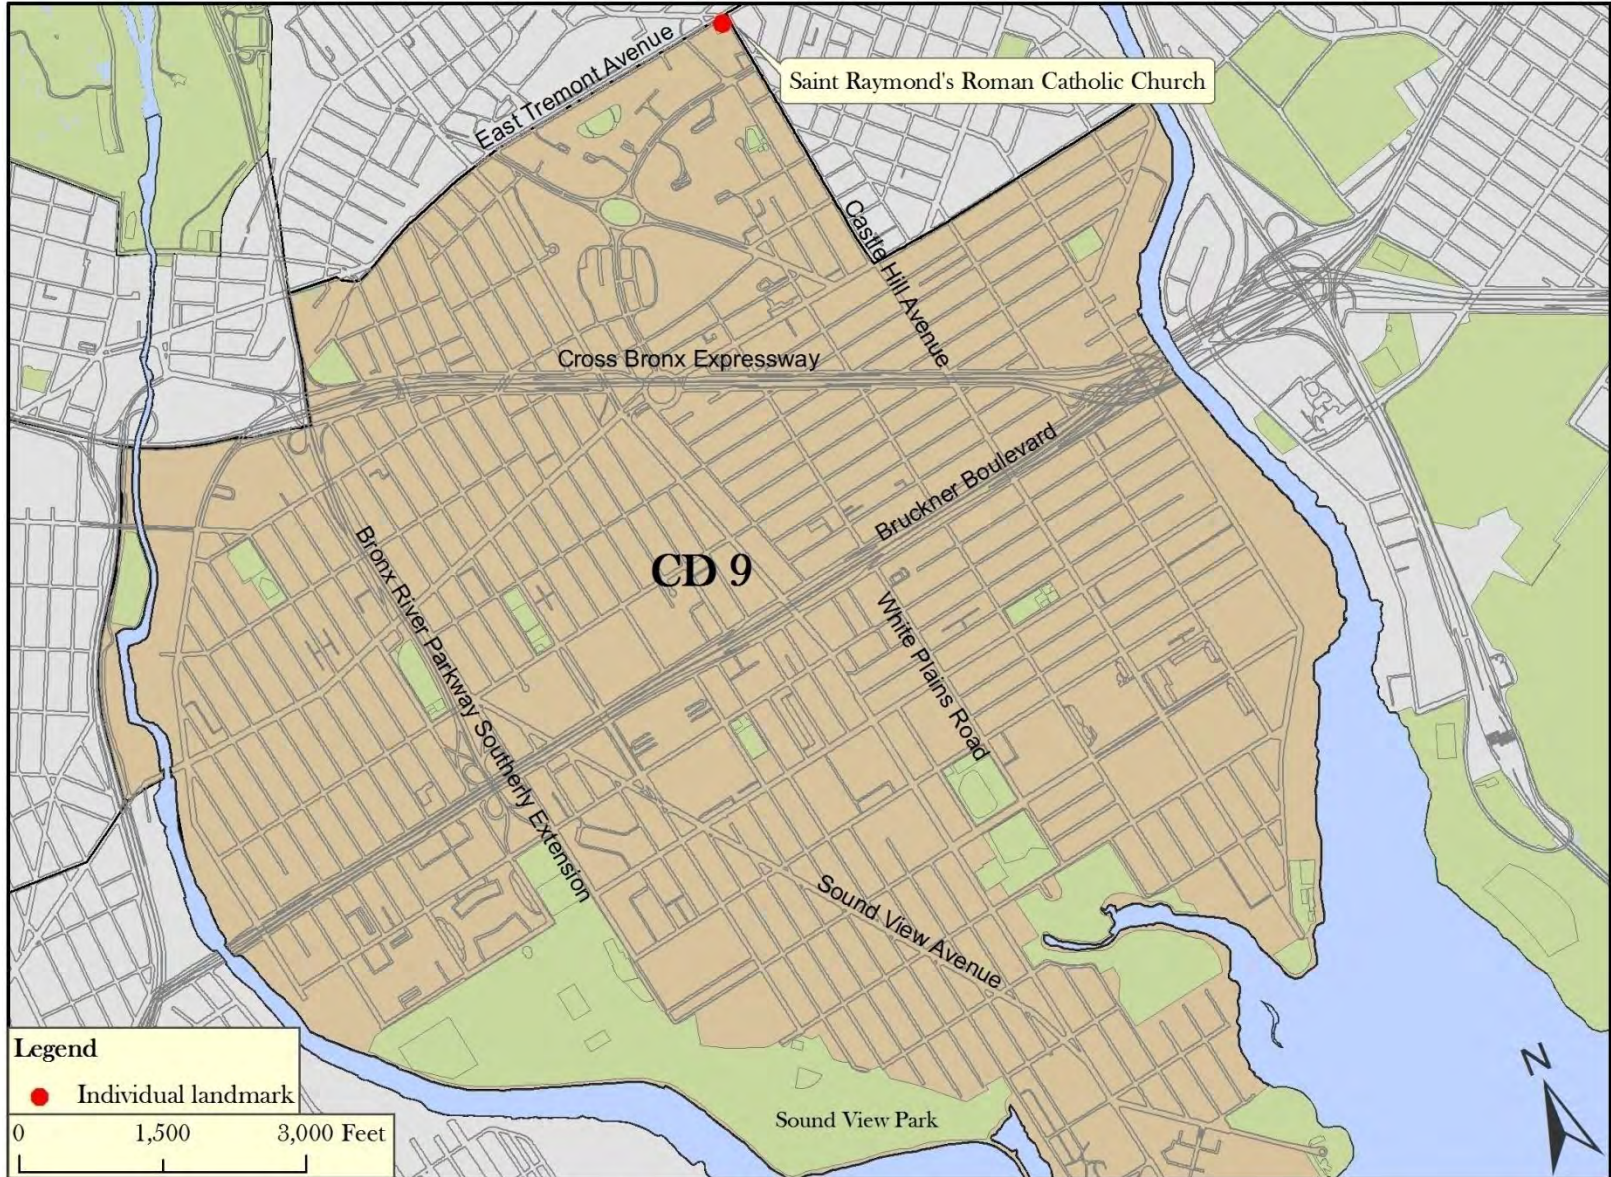 East Tremont Avenue
Saint Raymond's Roman Catholic Church
Castle Hill Avenue
Cross Bronx Expressway
Bruckner Boulevard
CD 9
Bronx River Parkway Southerly Extension
White Plains Road
Sound View Avenue
Sound View Park
Legend
Individual landmark
0 1,500 3,000 Feet
N